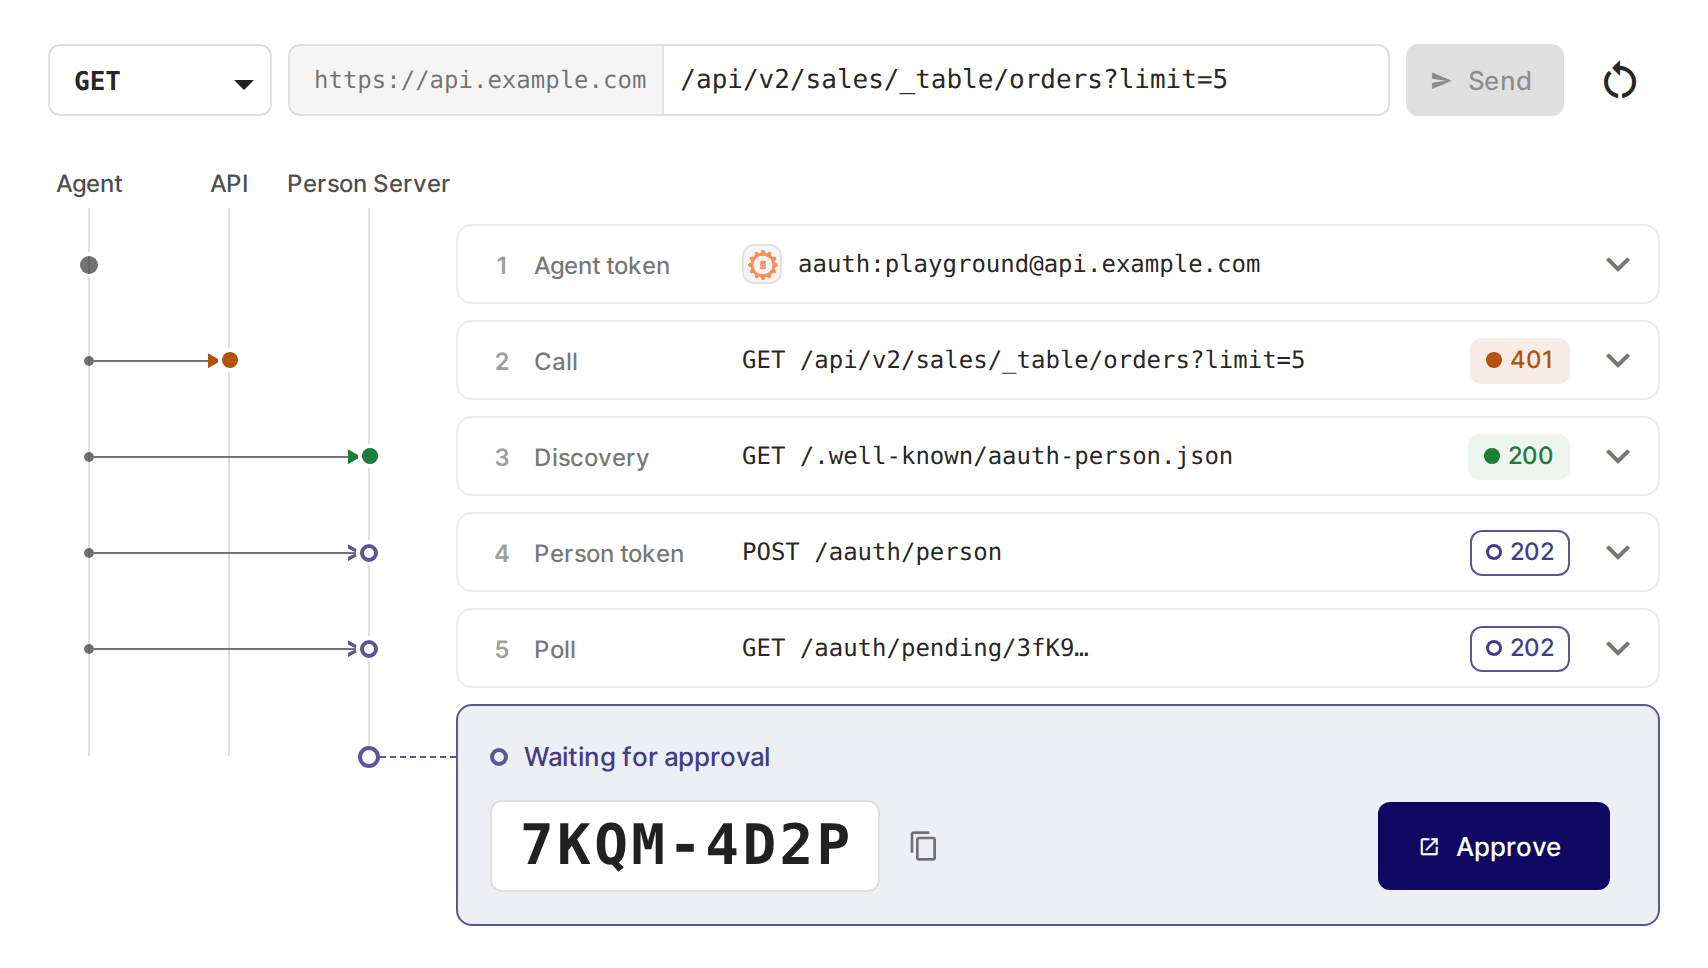 GET https://api.example.com /api/v2/sales/_table/orders?limit=5 Send
Agent API Person Server
1 Agent token aauth:playground@api.example.com
2 Call GET /api/v2/sales/_table/orders?limit=5 401
3 Discovery GET /.well-known/aauth-person.json 200
4 Person token POST /aauth/person 202
5 Poll GET /aauth/pending/3fK9… 202
Waiting for approval
7KQM-4D2P Approve